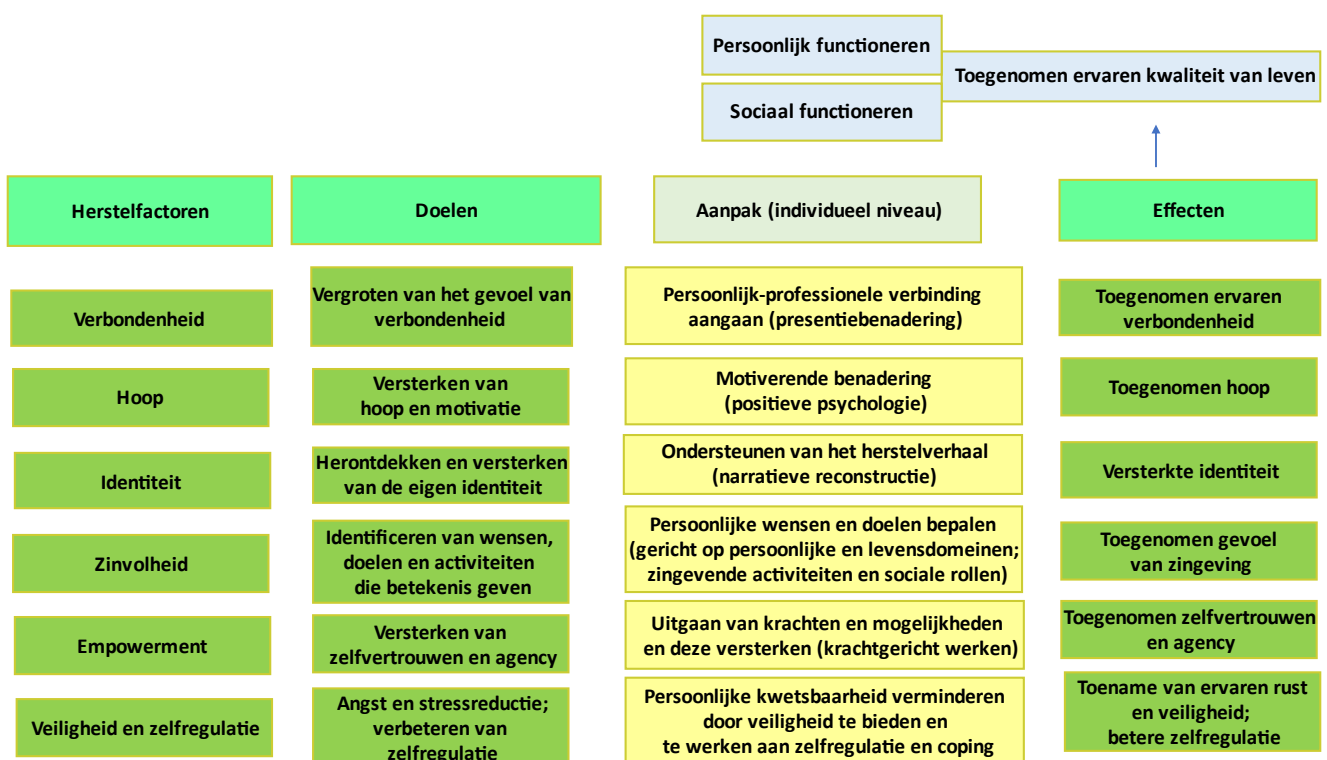 Persoonlijk functioneren
Toegenomen ervaren kwaliteit van leven
Sociaal functioneren
Herstelfactoren
Doelen
Aanpak (individueel niveau)
Effecten
Verbondenheid
Vergroten van het gevoel van
verbondenheid
Persoonlijk-professionele verbinding
aangaan (presentiebenadering)
Toegenomen ervaren
verbondenheid
Hoop
Versterken van
hoop en motivatie
Motiverende benadering
(positieve psychologie)
Toegenomen hoop
Identiteit
Herontdekken en versterken
van de eigen identiteit
Ondersteunen van het herstelverhaal
(narratieve reconstructie)
Versterkte identiteit
Zinvolheid
Identificeren van wensen,
doelen en activiteiten
die betekenis geven
Persoonlijke wensen en doelen bepalen
(gericht op persoonlijke en levensdomeinen;
zingevende activiteiten en sociale rollen)
Toegenomen gevoel
van zingeving
Empowerment
Versterken van
zelfvertrouwen en agency
Uitgaan van krachten en mogelijkheden
en deze versterken (krachtgericht werken)
Toegenomen zelfvertrouwen
en agency
Veiligheid en zelfregulatie
Angst en stressreductie;
verbeteren van
zelfregulatie
Persoonlijke kwetsbaarheid verminderen
door veiligheid te bieden en
te werken aan zelfregulatie en coping
Toename van ervaren rust
en veiligheid;
betere zelfregulatie